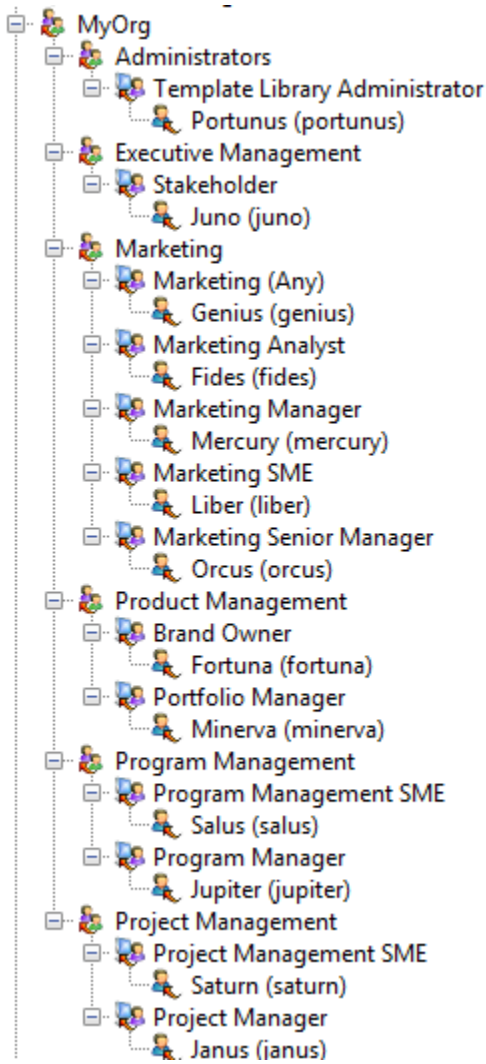 MyOrg
Administrators
Template Library Administrator
Portunus (portunus)
Executive Management
Stakeholder
Juno (juno)
Marketing
Marketing (Any)
Genius (genius)
Marketing Analyst
Fides (fides)
Marketing Manager
Mercury (mercury)
Marketing SME
Liber (liber)
Marketing Senior Manager
Orcus (orcus)
Product Management
Brand Owner
Fortuna (fortuna)
Portfolio Manager
Minerva (minerva)
Program Management
Program Management SME
Salus (salus)
Program Manager
Jupiter (jupiter)
Project Management
Project Management SME
Saturn (saturn)
Project Manager
Janus (janus)